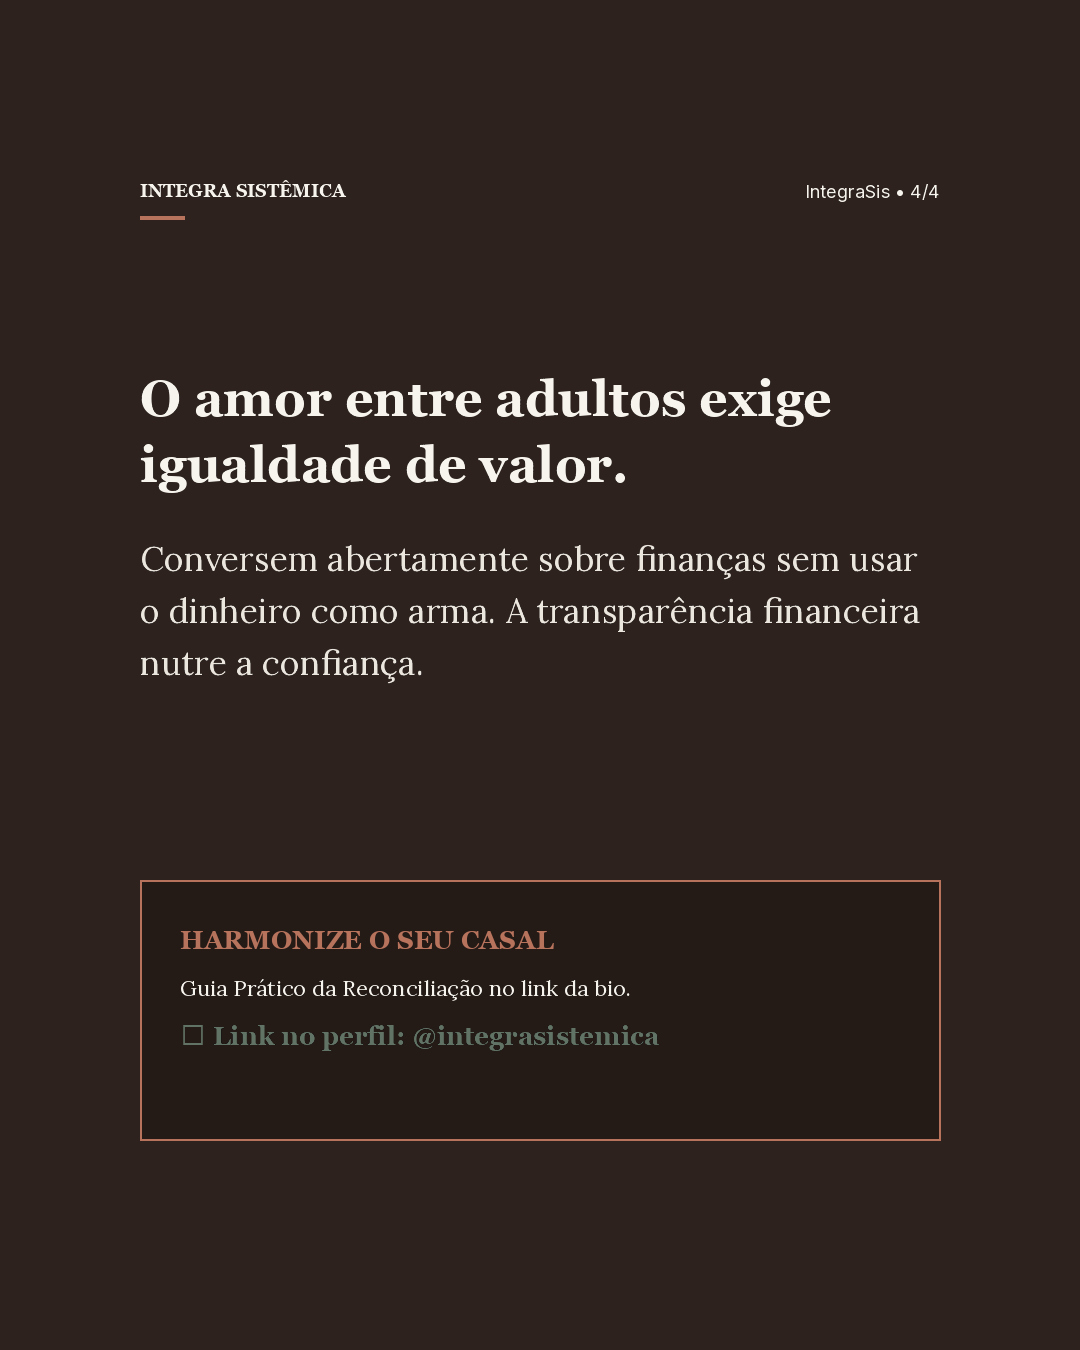 INTEGRA SISTÊMICA
IntegraSis • 4/4
O amor entre adultos exige
igualdade de valor.
Conversem abertamente sobre finanças sem usar
o dinheiro como arma. A transparência financeira
nutre a confiança.
HARMONIZE O SEU CASAL
Guia Prático da Reconciliação no link da bio.
☐ Link no perfil: @integrasistemica